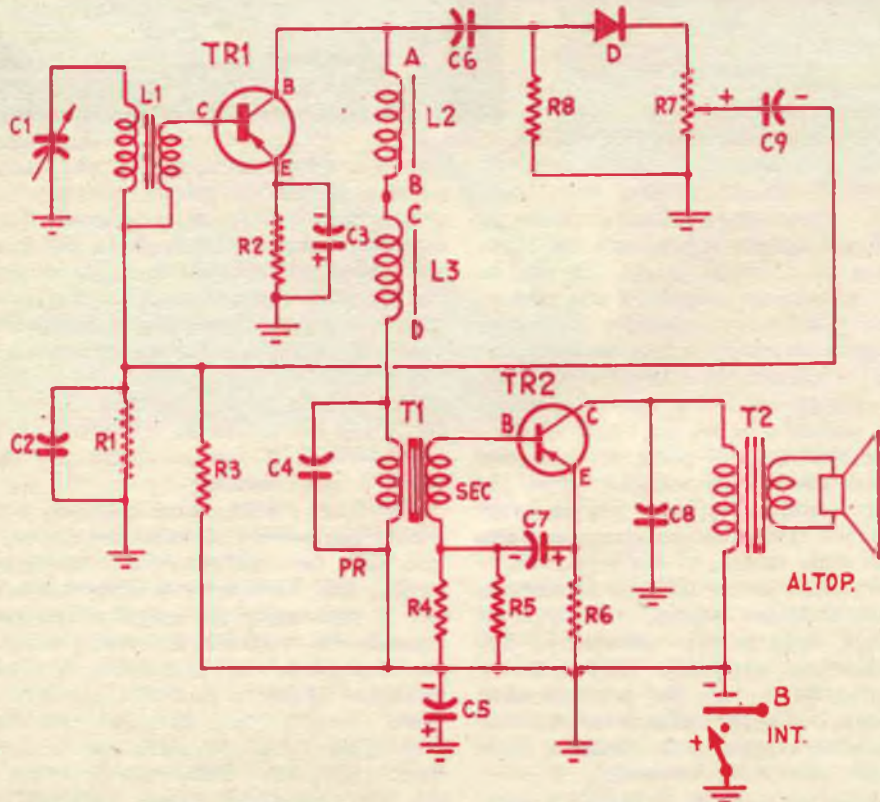 TR1
A
C6
D
L1
C
B
C1
L2
R8
R7
+
-
C9
E
B
-
C
R2
C3
+
L3
D
TR2
C2
R1
R3
C4
T1
B
C
T2
SEC
E
C7
C8
-
+
PR
R4
R5
R6
ALTOP.
-
C5
+
-
B
+
INT.